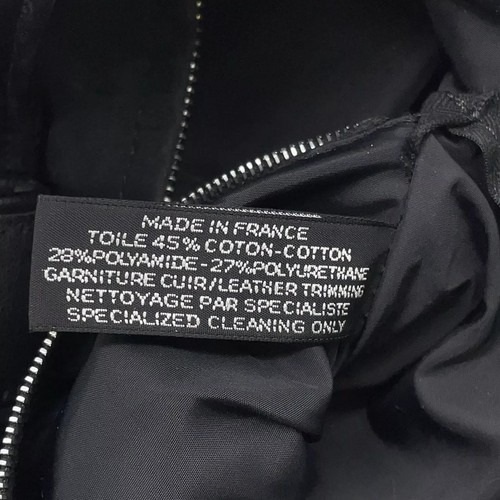 MADE IN FRANCE
TOILE 45% COTON-COTTON
28%POLYAMIDE-27%POLYURETHANE
GARNITURE CUIR/LEATHER TRIMMING
NETTOYAGE PAR SPECIALISTE
SPECIALIZED CLEANING ONLY